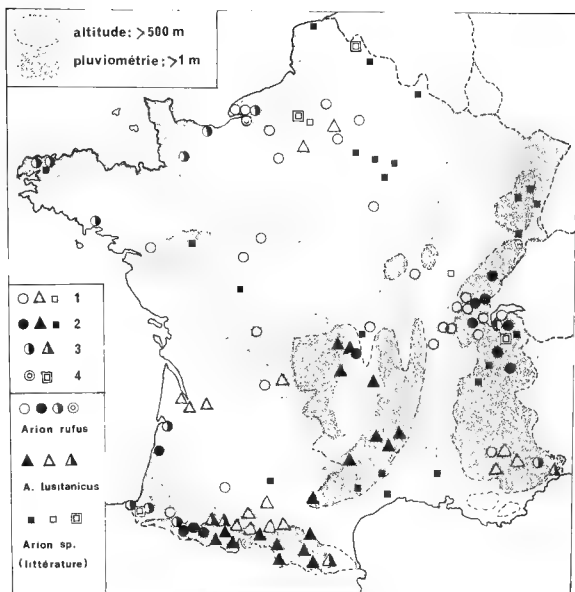 altitude: >500 m
pluviométrie: >1 m
1
2
3
4
Arion rufus
A. lusitanicus
Arion sp.
(littérature)